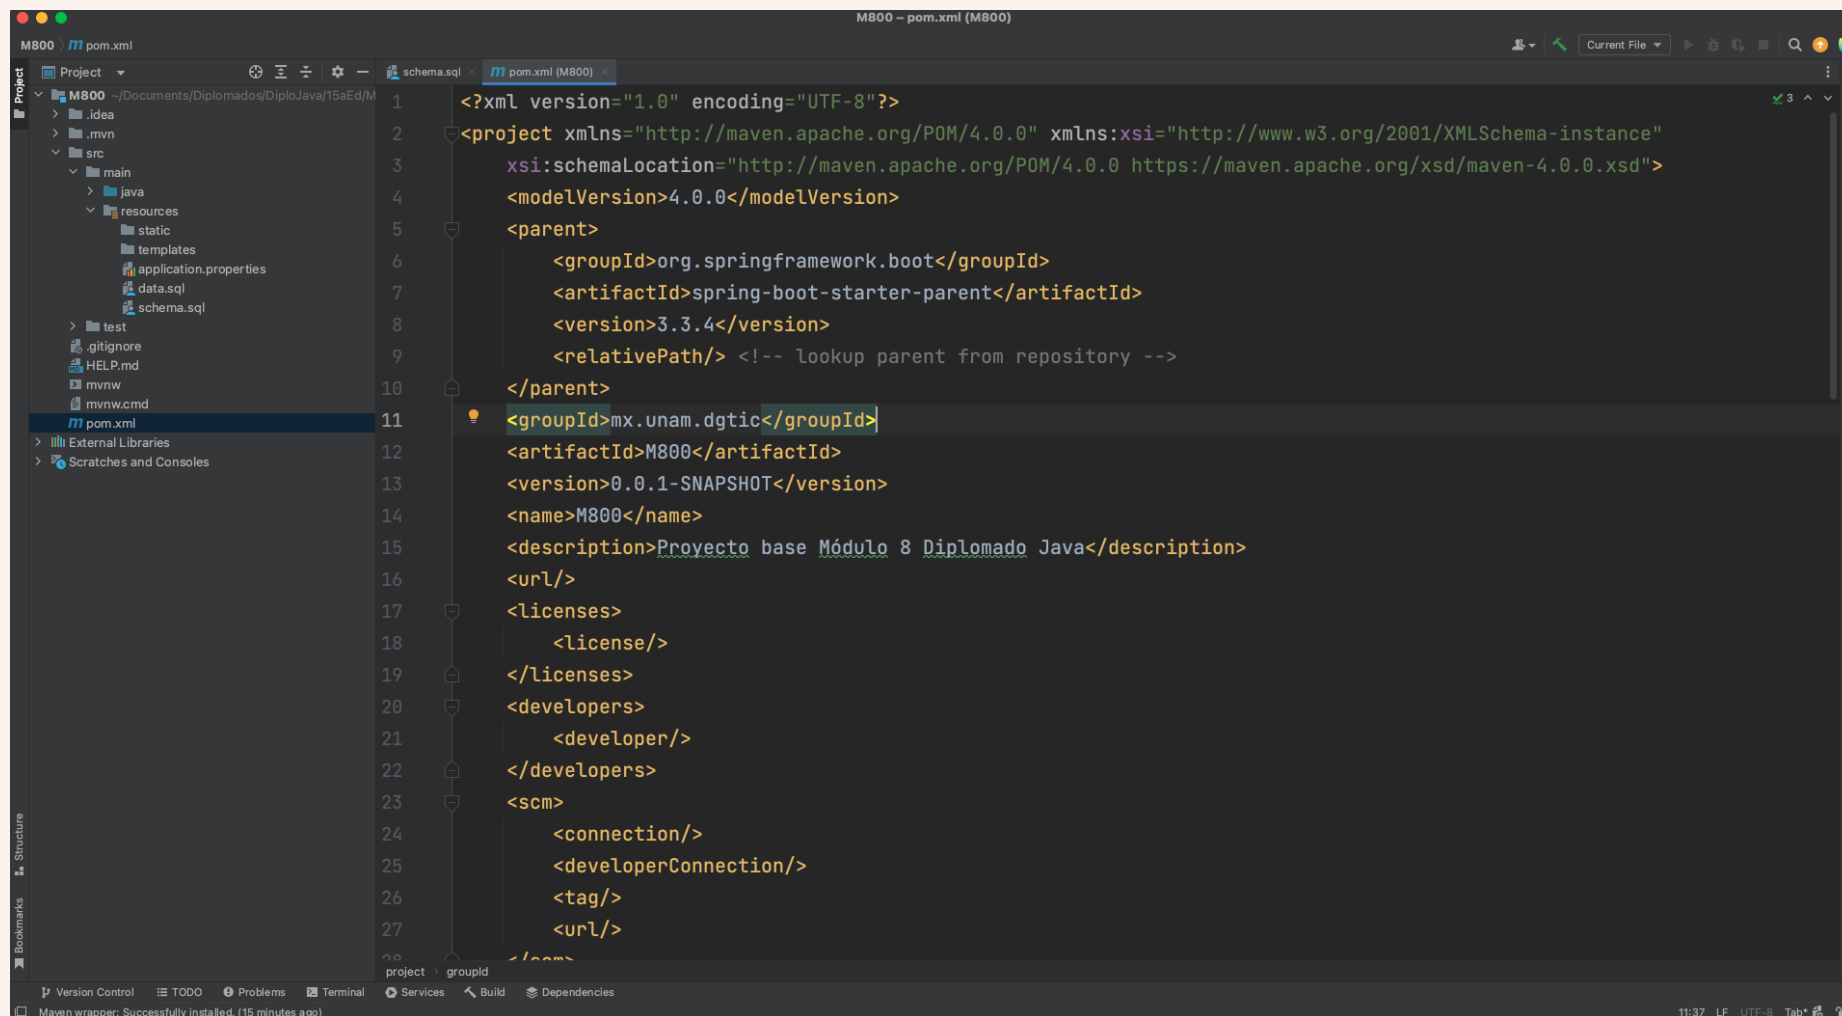 M800 – pom.xml (M800)
M800 pom.xml
Current File
Project
schema.sql
pom.xml (M800)
Project
M800 ~/Documents/Diplomados/DiploJava/15aEd/M
.idea
.mvn
src
main
java
resources
static
templates
application.properties
data.sql
schema.sql
test
.gitignore
HELP.md
mvnw
mvnw.cmd
pom.xml
External Libraries
Scratches and Consoles
3
1 <?xml version="1.0" encoding="UTF-8"?>
2 <project xmlns="http://maven.apache.org/POM/4.0.0" xmlns:xsi="http://www.w3.org/2001/XMLSchema-instance"
3 xsi:schemaLocation="http://maven.apache.org/POM/4.0.0 https://maven.apache.org/xsd/maven-4.0.0.xsd">
4 <modelVersion>4.0.0</modelVersion>
5 <parent>
6 <groupId>org.springframework.boot</groupId>
7 <artifactId>spring-boot-starter-parent</artifactId>
8 <version>3.3.4</version>
9 <relativePath/> <!-- lookup parent from repository -->
10 </parent>
11 <groupId>mx.unam.dgtic</groupId>
12 <artifactId>M800</artifactId>
13 <version>0.0.1-SNAPSHOT</version>
14 <name>M800</name>
15 <description>Proyecto base Módulo 8 Diplomado Java</description>
16 <url/>
17 <licenses>
18 <license/>
19 </licenses>
20 <developers>
21 <developer/>
22 </developers>
23 <scm>
24 <connection/>
25 <developerConnection/>
26 <tag/>
27 <url/>
28 </scm>
Structure
Bookmarks
project groupId
Version Control TODO Problems Terminal Services Build Dependencies
Maven wrapper: Successfully installed. (15 minutes ago)
11:37 LF UTF-8 Tab*